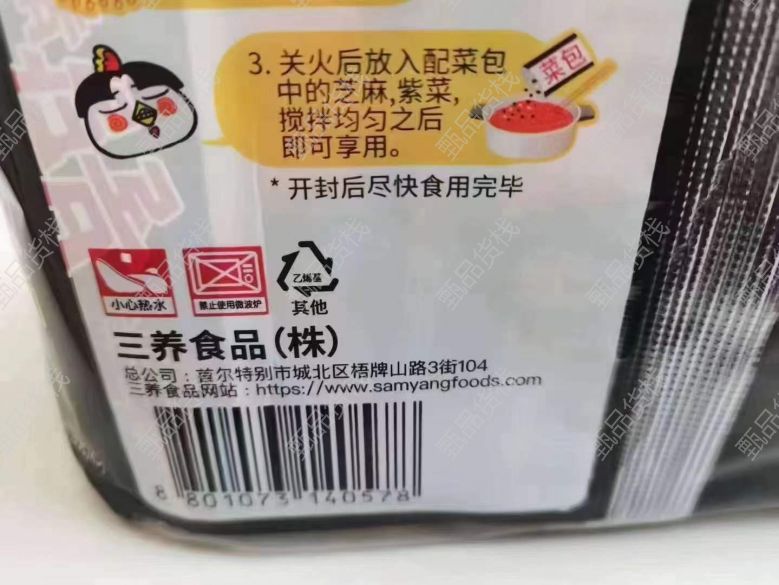 3. 关火后放入配菜包
中的芝麻,紫菜,
搅拌均匀之后
即可享用。
菜包
* 开封后尽快食用完毕
小心热水
禁止使用微波炉
乙烯基
其他
三养食品(株)
总公司：首尔特别市城北区梧牌山路3街104
三养食品网站：https://www.samyangfoods.com
8 801073 140578
甄品货栈